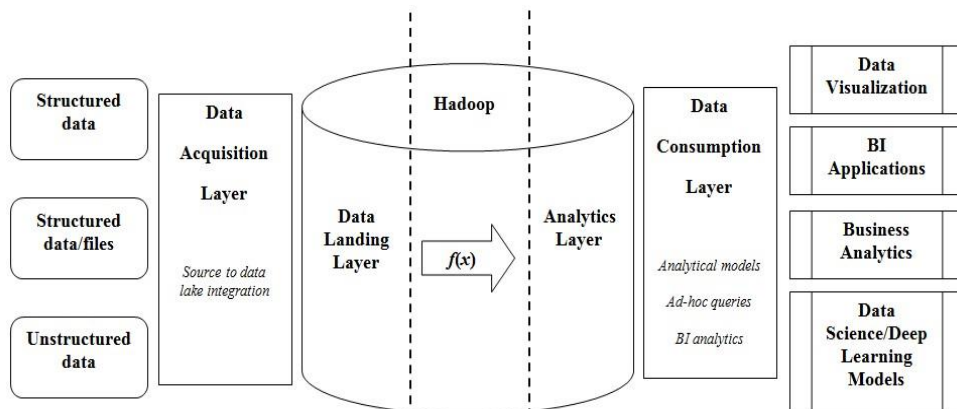 Structured
data
Structured
data/files
Unstructured
data
Data
Acquisition
Layer
Source to data
lake integration
Hadoop
Data
Landing
Layer
f(x)
Analytics
Layer
Data
Consumption
Layer
Analytical models
Ad-hoc queries
BI analytics
Data
Visualization
BI
Applications
Business
Analytics
Data
Science/Deep
Learning
Models